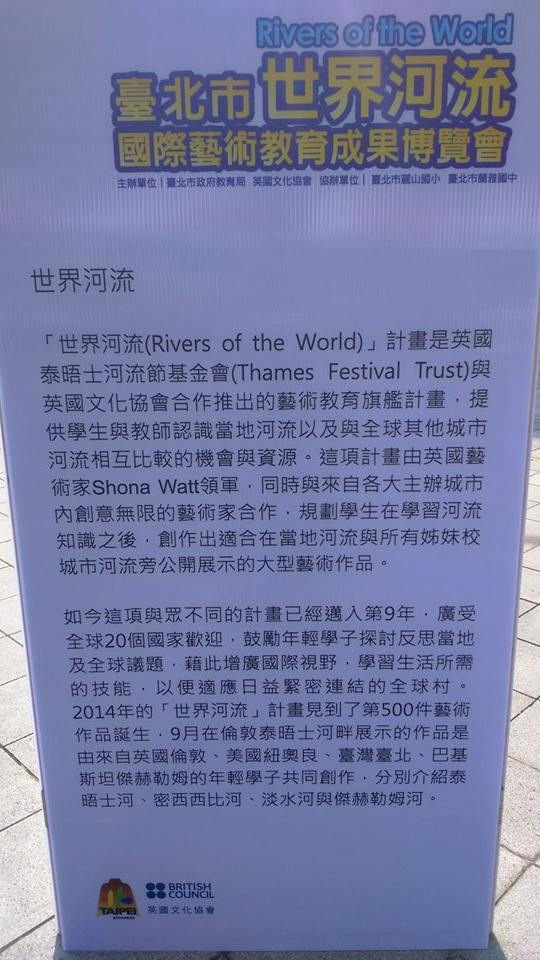 Rivers of the World
臺北市 世界河流
國際藝術教育成果博覽會
主辦單位｜臺北市政府教育局 英國文化協會 協辦單位｜臺北市麗山國小 臺北市蘭雅國中
世界河流
「世界河流(Rivers of the World)」計畫是英國
泰晤士河流節基金會(Thames Festival Trust)與
英國文化協會合作推出的藝術教育旗艦計畫，提
供學生與教師認識當地河流以及與全球其他城市
河流相互比較的機會與資源。這項計畫由英國藝
術家Shona Watt領軍，同時與來自各大主辦城市
內創意無限的藝術家合作，規劃學生在學習河流
知識之後，創作出適合在當地河流與所有姊妹校
城市河流旁公開展示的大型藝術作品。
如今這項與眾不同的計畫已經邁入第9年，廣受
全球20個國家歡迎，鼓勵年輕學子探討反思當地
及全球議題，藉此增廣國際視野，學習生活所需
的技能，以便適應日益緊密連結的全球村。
2014年的「世界河流」計畫見到了第500件藝術
作品誕生，9月在倫敦泰晤士河畔展示的作品是
由來自英國倫敦、美國紐奧良、臺灣臺北、巴基
斯坦傑赫勒姆的年輕學子共同創作，分別介紹泰
晤士河、密西西比河、淡水河與傑赫勒姆河。
TAIPEI
BRITISH
COUNCIL
英國文化協會